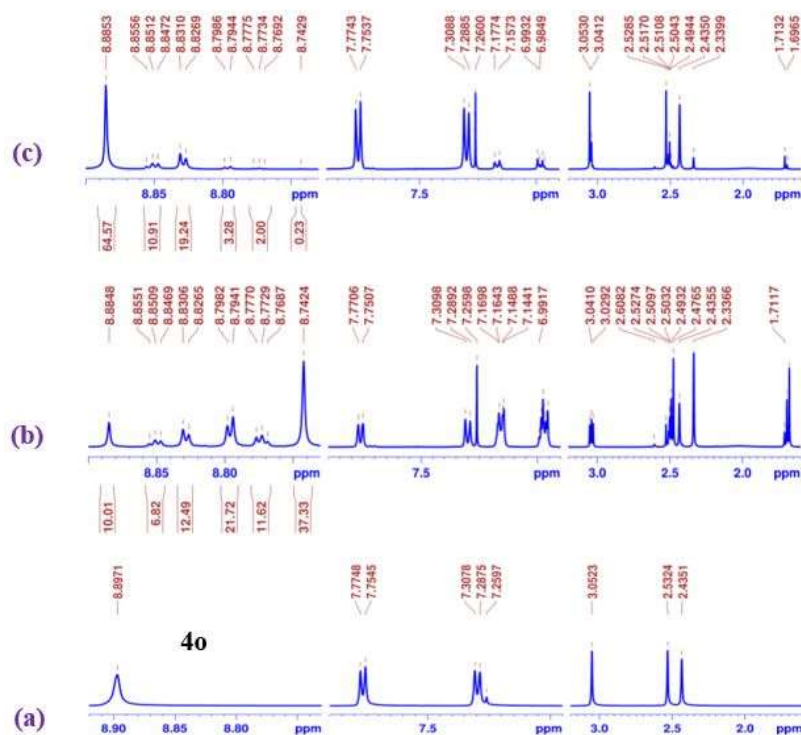 8.8853 8.8556 8.8512 8.8472 8.8310 8.8269 8.7986 8.7944 8.7775 8.7734 8.7692 8.7429 7.7743 7.7537 7.3088 7.2885 7.2600 7.1774 7.1573 6.9932 6.9849 3.0530 3.0412 2.5285 2.5170 2.5108 2.5043 2.4944 2.4350 2.3399 1.7132 1.6965
(c)
8.85 8.80 ppm 7.5 ppm 3.0 2.5 2.0 ppm
64.57 10.91 19.24 3.28 2.00 0.23
8.8848 8.8551 8.8509 8.8469 8.8306 8.8265 8.7982 8.7941 8.7770 8.7729 8.7687 8.7424 7.7706 7.7507 7.3098 7.2892 7.2598 7.1698 7.1643 7.1488 7.1441 6.9917 3.0410 3.0292 2.6082 2.5274 2.5097 2.5032 2.4932 2.4765 2.4355 2.3366 1.7117
(b)
8.85 8.80 ppm 7.5 ppm 3.0 2.5 2.0 ppm
10.01 6.82 12.49 21.72 11.62 37.33
8.8971 7.7748 7.7545 7.3078 7.2875 7.2597 3.0523 2.5324 2.4351
4o
(a)
8.90 8.85 8.80 ppm 7.5 ppm 3.0 2.5 2.0 ppm